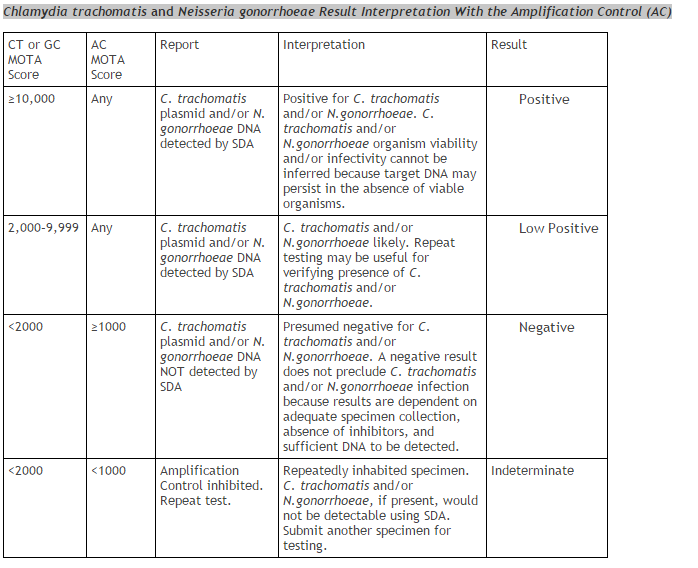 Chlamydia trachomatis and Neisseria gonorrhoeae Result Interpretation With the Amplification Control (AC)
CT or GC
MOTA
Score
AC
MOTA
Score
Report
Interpretation
Result
≥10,000
Any
C. trachomatis
plasmid and/or N.
gonorrhoeae DNA
detected by SDA
Positive for C. trachomatis
and/or N.gonorrhoeae. C.
trachomatis and/or
N.gonorrhoeae organism viability
and/or infectivity cannot be
inferred because target DNA may
persist in the absence of viable
organisms.
Positive
2,000-9,999
Any
C. trachomatis
plasmid and/or N.
gonorrhoeae DNA
detected by SDA
C. trachomatis and/or
N.gonorrhoeae likely. Repeat
testing may be useful for
verifying presence of C.
trachomatis and/or
N.gonorrhoeae.
Low Positive
<2000
≥1000
C. trachomatis
plasmid and/or N.
gonorrhoeae DNA
NOT detected by
SDA
Presumed negative for C.
trachomatis and/or
N.gonorrhoeae. A negative result
does not preclude C. trachomatis
and/or N.gonorrhoeae infection
because results are dependent on
adequate specimen collection,
absence of inhibitors, and
sufficient DNA to be detected.
Negative
<2000
<1000
Amplification
Control inhibited.
Repeat test.
Repeatedly inhabited specimen.
C. trachomatis and/or
N.gonorrhoeae, if present, would
not be detectable using SDA.
Submit another specimen for
testing.
Indeterminate